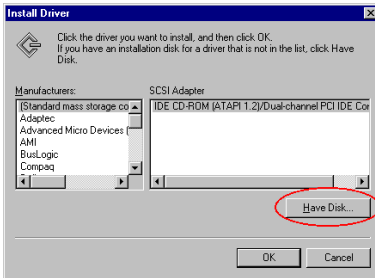 Install Driver
Click the driver you want to install, and then click OK.
If you have an installation disk for a driver that is not in the list, click Have
Disk.
Manufacturers:
SCSI Adapter
(Standard mass storage co
Adaptec
Advanced Micro Devices (
AMI
BusLogic
Compaq
IDE CD-ROM (ATAPI 1.2)/Dual-channel PCI IDE Cor
Have Disk...
OK
Cancel